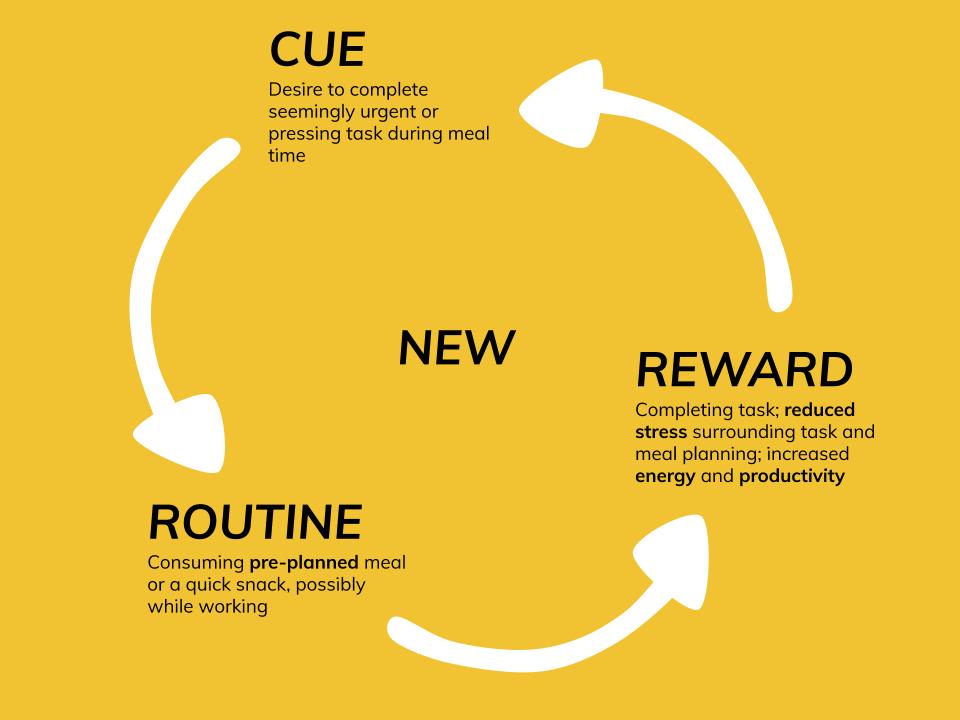 CUE
Desire to complete
seemingly urgent or
pressing task during meal
time
NEW
REWARD
Completing task; reduced
stress surrounding task and
meal planning; increased
energy and productivity
ROUTINE
Consuming pre-planned meal
or a quick snack, possibly
while working